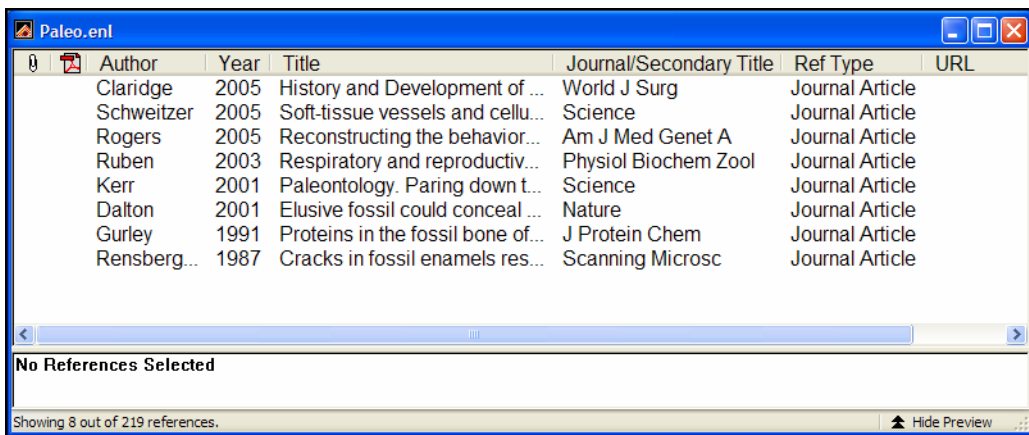 Paleo.enl
Author Year Title Journal/Secondary Title Ref Type URL
Claridge 2005 History and Development of ... World J Surg Journal Article
Schweitzer 2005 Soft-tissue vessels and cellu... Science Journal Article
Rogers 2005 Reconstructing the behavior... Am J Med Genet A Journal Article
Ruben 2003 Respiratory and reproductiv... Physiol Biochem Zool Journal Article
Kerr 2001 Paleontology. Paring down t... Science Journal Article
Dalton 2001 Elusive fossil could conceal ... Nature Journal Article
Gurley 1991 Proteins in the fossil bone of... J Protein Chem Journal Article
Rensberg... 1987 Cracks in fossil enamels res... Scanning Microsc Journal Article
No References Selected
Showing 8 out of 219 references. Hide Preview